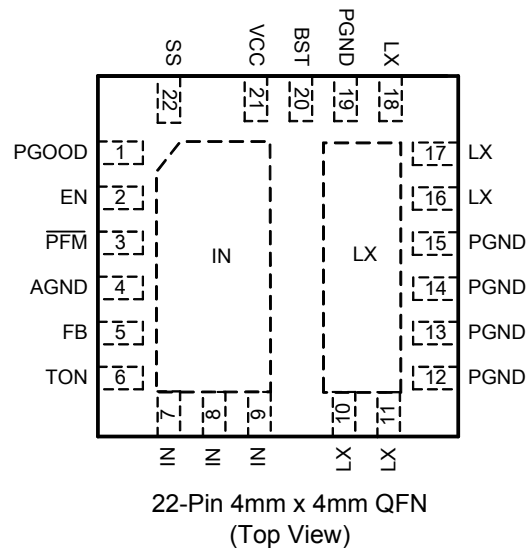 SS
VCC
BST
PGND
LX
22
21
20
19
18
PGOOD 1
EN 2
PFM 3
AGND 4
FB 5
TON 6
IN
LX
17 LX
16 LX
15 PGND
14 PGND
13 PGND
12 PGND
7
8
9
10
11
IN
IN
IN
LX
LX
22-Pin 4mm x 4mm QFN
(Top View)